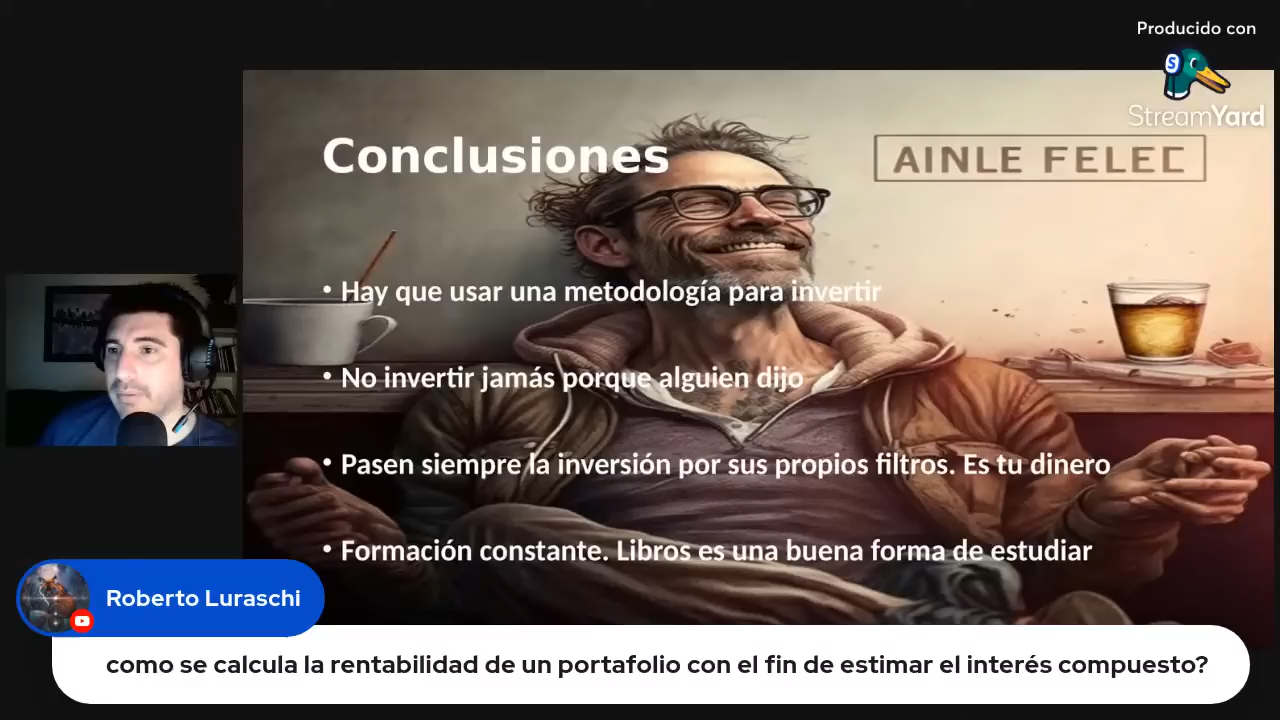 Producido con
StreamYard
Conclusiones
AINLE FELEC
• Hay que usar una metodología para invertir
• No invertir jamás porque alguien dijo
• Pasen siempre la inversión por sus propios filtros. Es tu dinero
• Formación constante. Libros es una buena forma de estudiar
Roberto Luraschi
como se calcula la rentabilidad de un portafolio con el fin de estimar el interés compuesto?